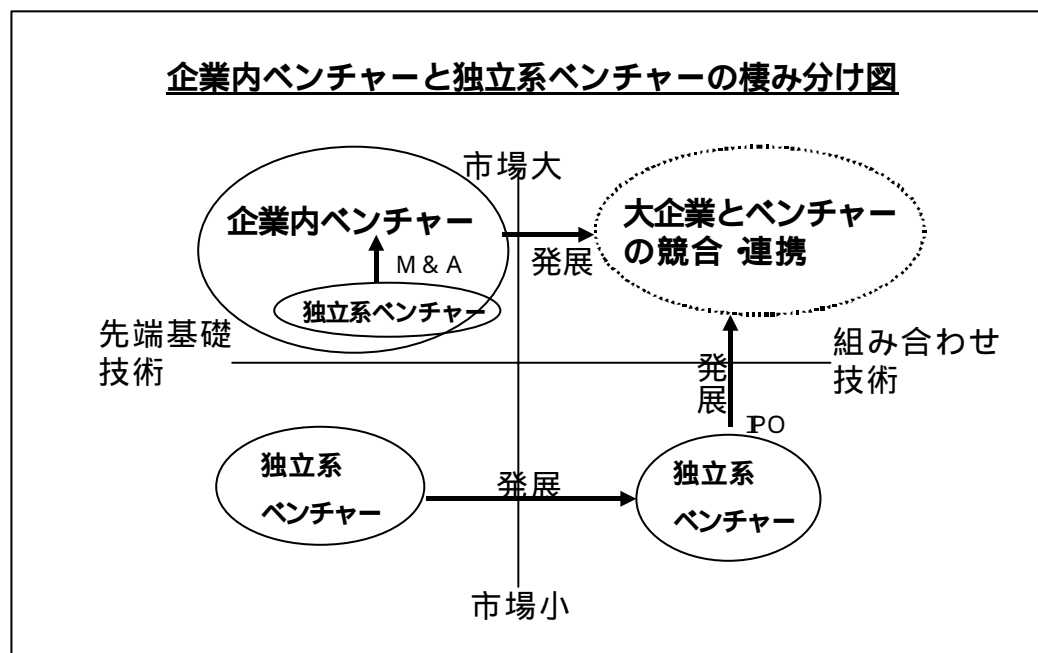 企業内ベンチャーと独立系ベンチャーの棲み分け図
市場大
企業内ベンチャー
大企業とベンチャー
の競合・連携
発展
M & A
独立系ベンチャー
先端基礎
技術
組み合わせ
技術
発展
IPO
独立系
ベンチャー
発展
独立系
ベンチャー
市場小